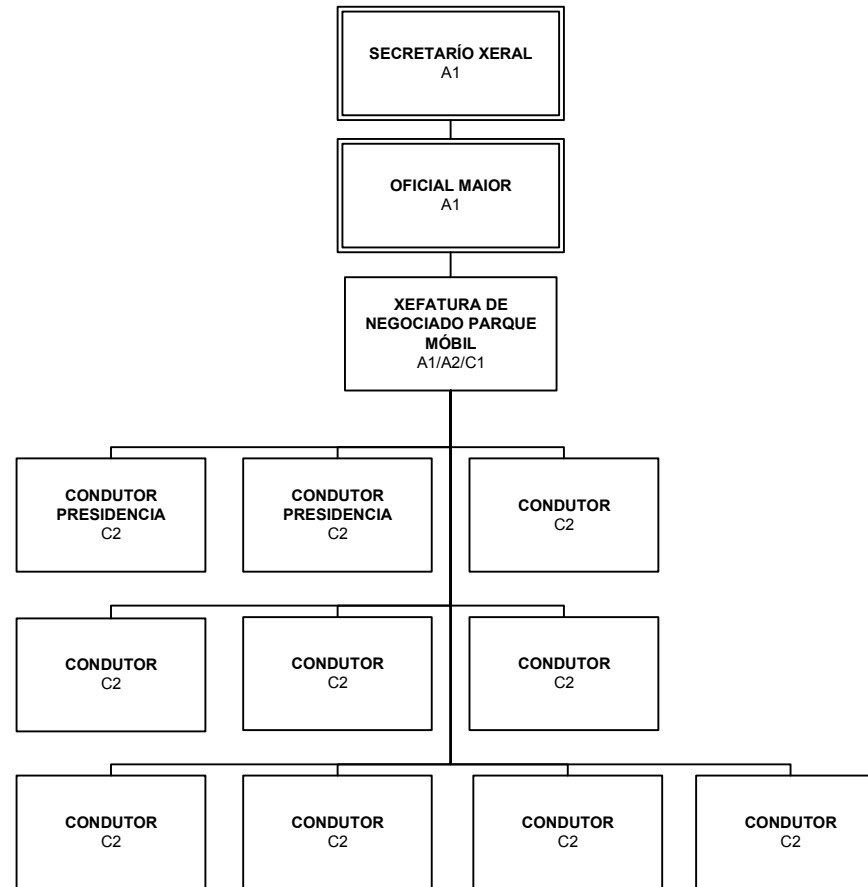 SECRETARÍO XERAL
A1
OFICIAL MAIOR
A1
XEFATURA DE
NEGOCIADO PARQUE
MÓBIL
A1/A2/C1
CONDUTOR
PRESIDENCIA
C2
CONDUTOR
PRESIDENCIA
C2
CONDUTOR
C2
CONDUTOR
C2
CONDUTOR
C2
CONDUTOR
C2
CONDUTOR
C2
CONDUTOR
C2
CONDUTOR
C2
CONDUTOR
C2